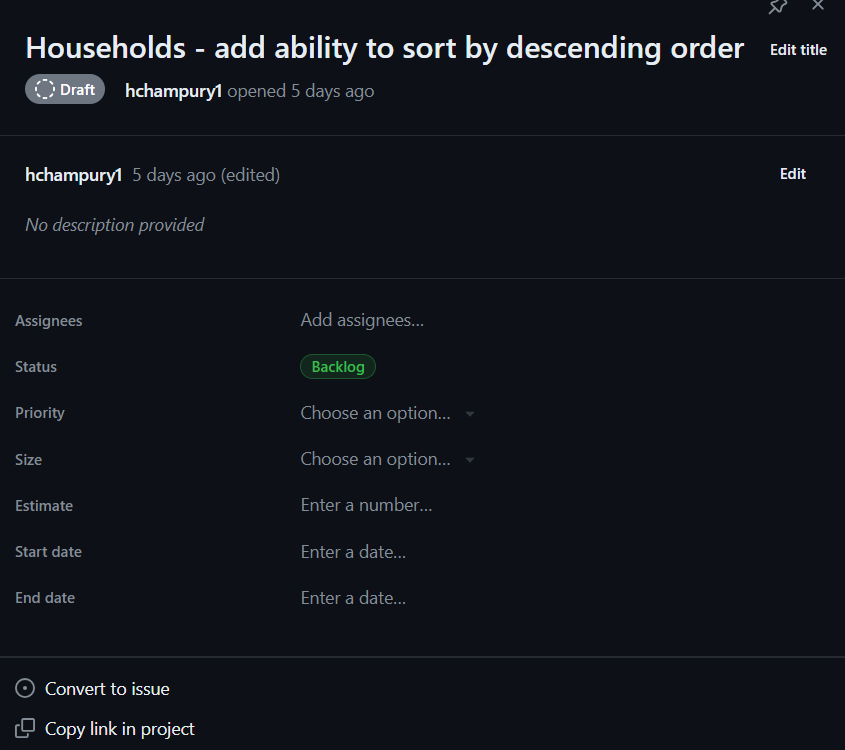 Households - add ability to sort by descending order Edit title
Draft hchampury1 opened 5 days ago
hchampury1 5 days ago (edited) Edit
No description provided
Assignees Add assignees...
Status Backlog
Priority Choose an option...
Size Choose an option...
Estimate Enter a number...
Start date Enter a date...
End date Enter a date...
Convert to issue
Copy link in project